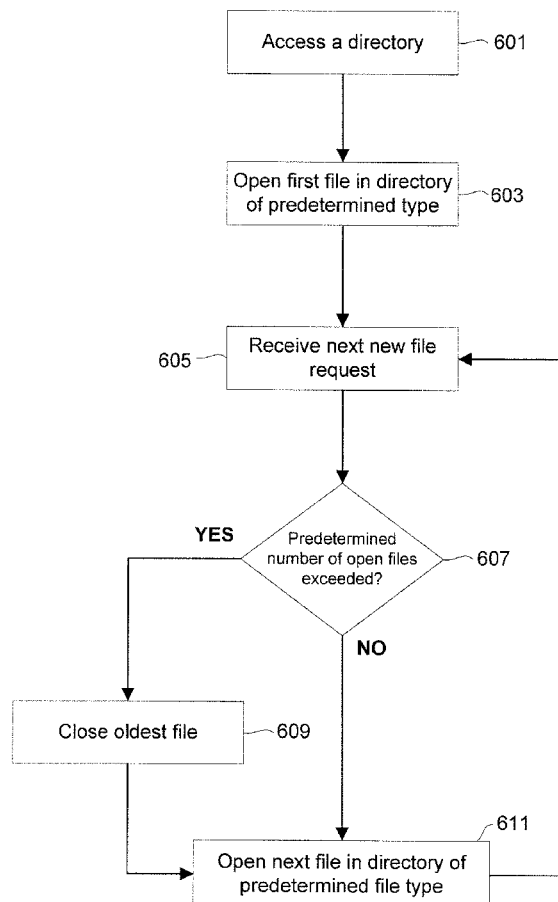 Access a directory
601
Open first file in directory
of predetermined type
603
Receive next new file
request
605
Predetermined
number of open files
exceeded?
607
YES
NO
Close oldest file
609
611
Open next file in directory of
predetermined file type